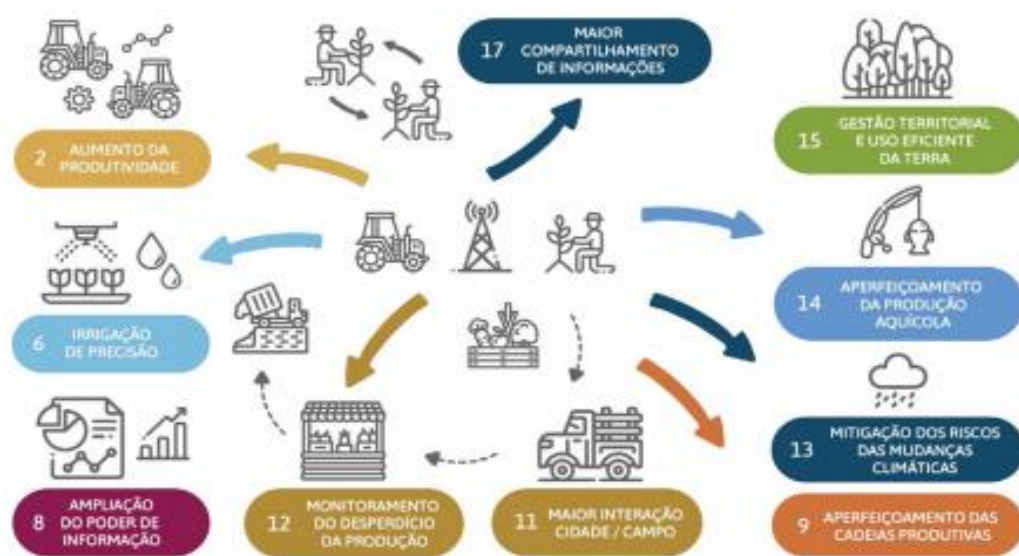 17
MAIOR
COMPARTILHAMENTO
DE INFORMAÇÕES
2
AUMENTO DA
PRODUTIVIDADE
15
GESTÃO TERRITORIAL
E USO EFICIENTE
DA TERRA
6
IRRIGAÇÃO
DE PRECISÃO
14
APERFEIÇOAMENTO
DA PRODUÇÃO
AQUÍCOLA
8
AMPLIAÇÃO
DO PODER DE
INFORMAÇÃO
12
MONITORAMENTO
DO DESPERDÍCIO
DA PRODUÇÃO
11
MAIOR INTERAÇÃO
CIDADE / CAMPO
13
MITIGAÇÃO DOS RISCOS
DAS MUDANÇAS
CLIMÁTICAS
9
APERFEIÇOAMENTO DAS
CADEIAS PRODUTIVAS